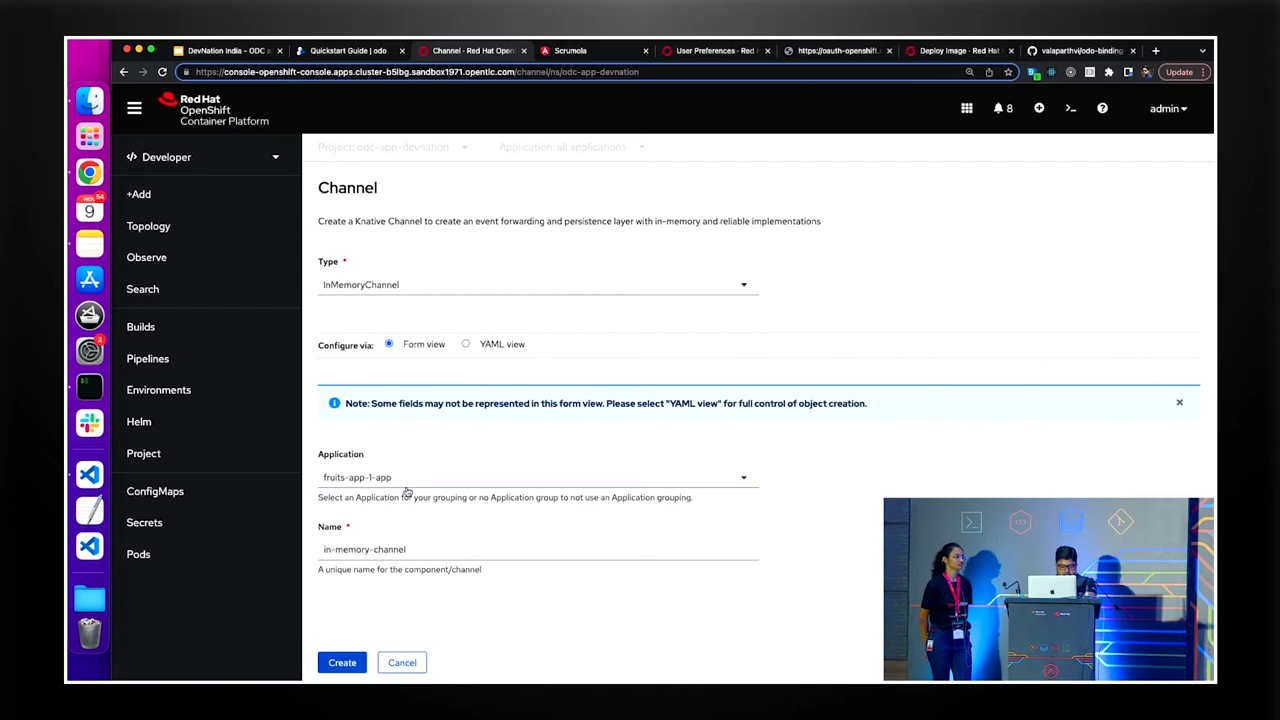 DevNation India - ODC a
Quickstart Guide | odo
Channel · Red Hat OpenS
Scrumola
User Preferences · Red H
https://oauth-openshift.
Deploy Image · Red Hat
valaparthvi/odo-binding
https://console-openshift-console.apps.cluster-b5lbg.sandbox1971.opentlc.com/channel/ns/odc-app-devnation
Update
Red Hat
OpenShift
Container Platform
8
admin
Developer
+Add
Topology
Observe
Search
Builds
Pipelines
Environments
Helm
Project
ConfigMaps
Secrets
Pods
NOV
54
9
2
Project: odc-app-devnation
Application: all applications
Channel
Create a Knative Channel to create an event forwarding and persistence layer with in-memory and reliable implementations
Type *
InMemoryChannel
Configure via:
Form view
YAML view
Note: Some fields may not be represented in this form view. Please select "YAML view" for full control of object creation.
Application
fruits-app-1-app
Select an Application for your grouping or no Application group to not use an Application grouping.
Name *
in-memory-channel
A unique name for the component/channel
Create
Cancel